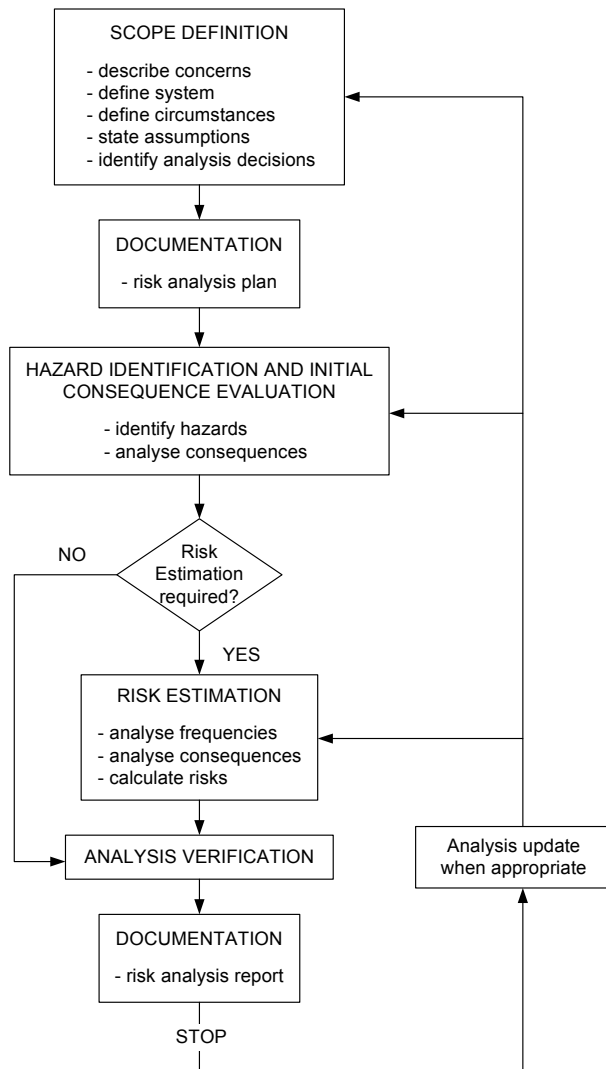 SCOPE DEFINITION
- describe concerns
- define system
- define circumstances
- state assumptions
- identify analysis decisions
DOCUMENTATION
- risk analysis plan
HAZARD IDENTIFICATION AND INITIAL
CONSEQUENCE EVALUATION
- identify hazards
- analyse consequences
NO
Risk
Estimation
required?
YES
RISK ESTIMATION
- analyse frequencies
- analyse consequences
- calculate risks
ANALYSIS VERIFICATION
Analysis update
when appropriate
DOCUMENTATION
- risk analysis report
STOP